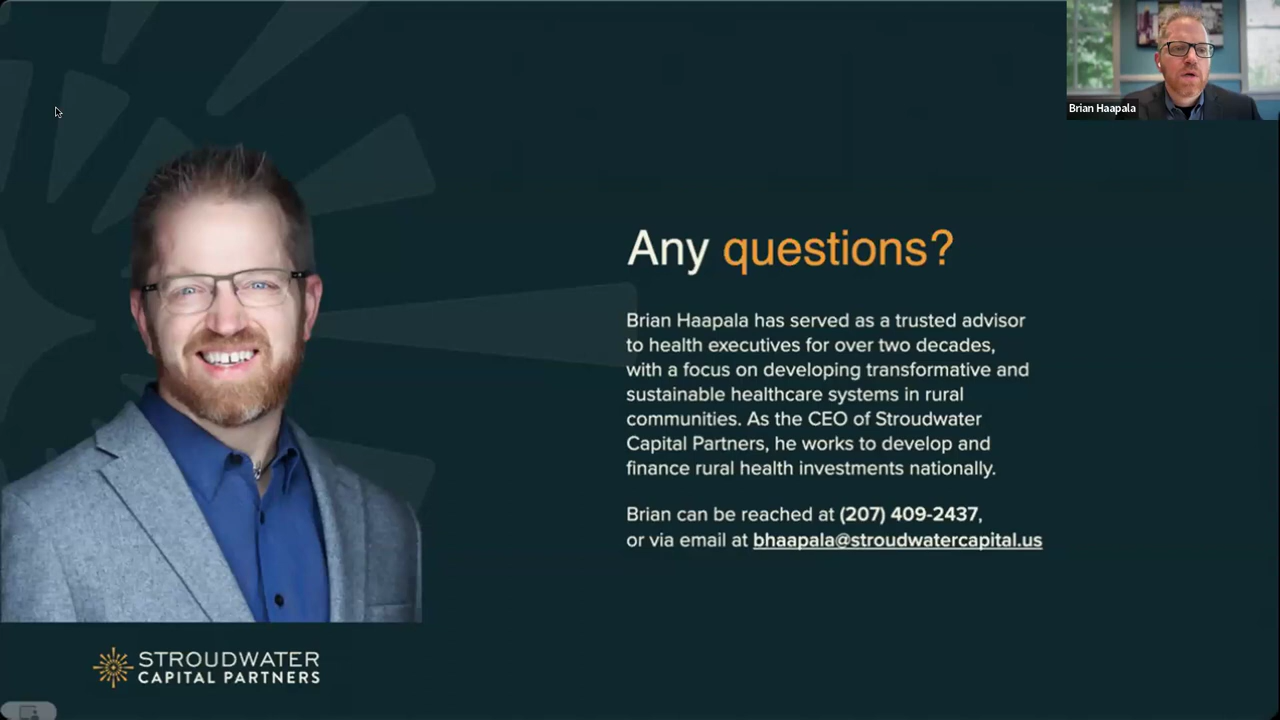 Brian Haapala
Any questions?
Brian Haapala has served as a trusted advisor
to health executives for over two decades,
with a focus on developing transformative and
sustainable healthcare systems in rural
communities. As the CEO of Stroudwater
Capital Partners, he works to develop and
finance rural health investments nationally.
Brian can be reached at (207) 409-2437,
or via email at bhaapala@stroudwatercapital.us
STROUDWATER
CAPITAL PARTNERS